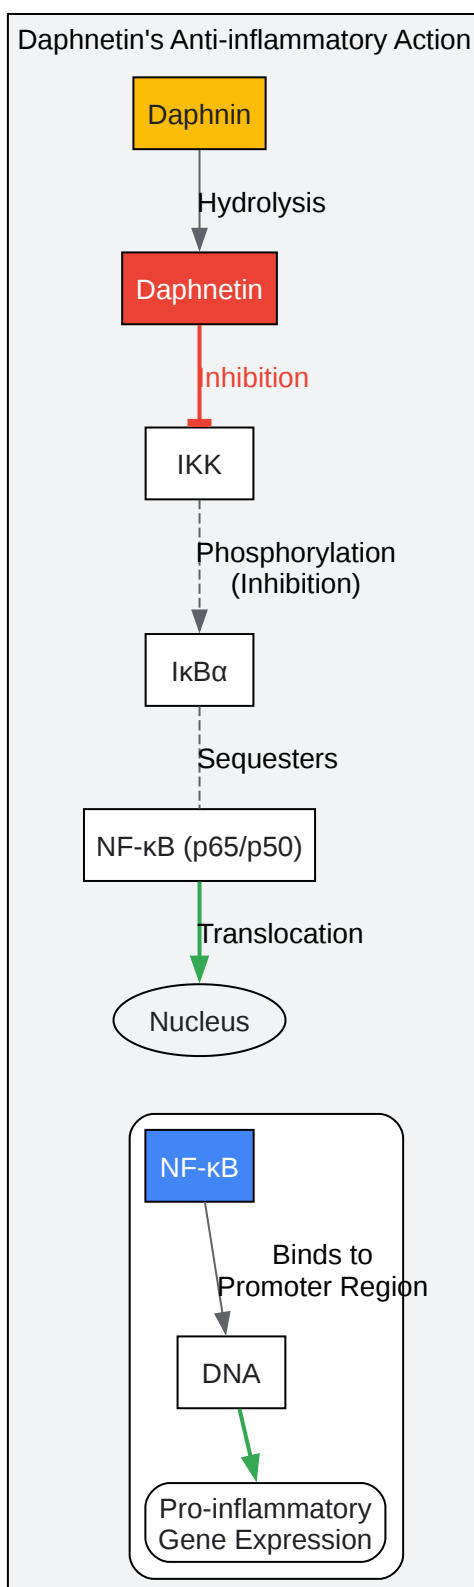 Daphnetin's Anti-inflammatory Action
Daphnin
Hydrolysis
Daphnetin
Inhibition
IKK
Phosphorylation
(Inhibition)
IκBα
Sequesters
NF-κB (p65/p50)
Translocation
Nucleus
NF-κB
Binds to
Promoter Region
DNA
Pro-inflammatory
Gene Expression